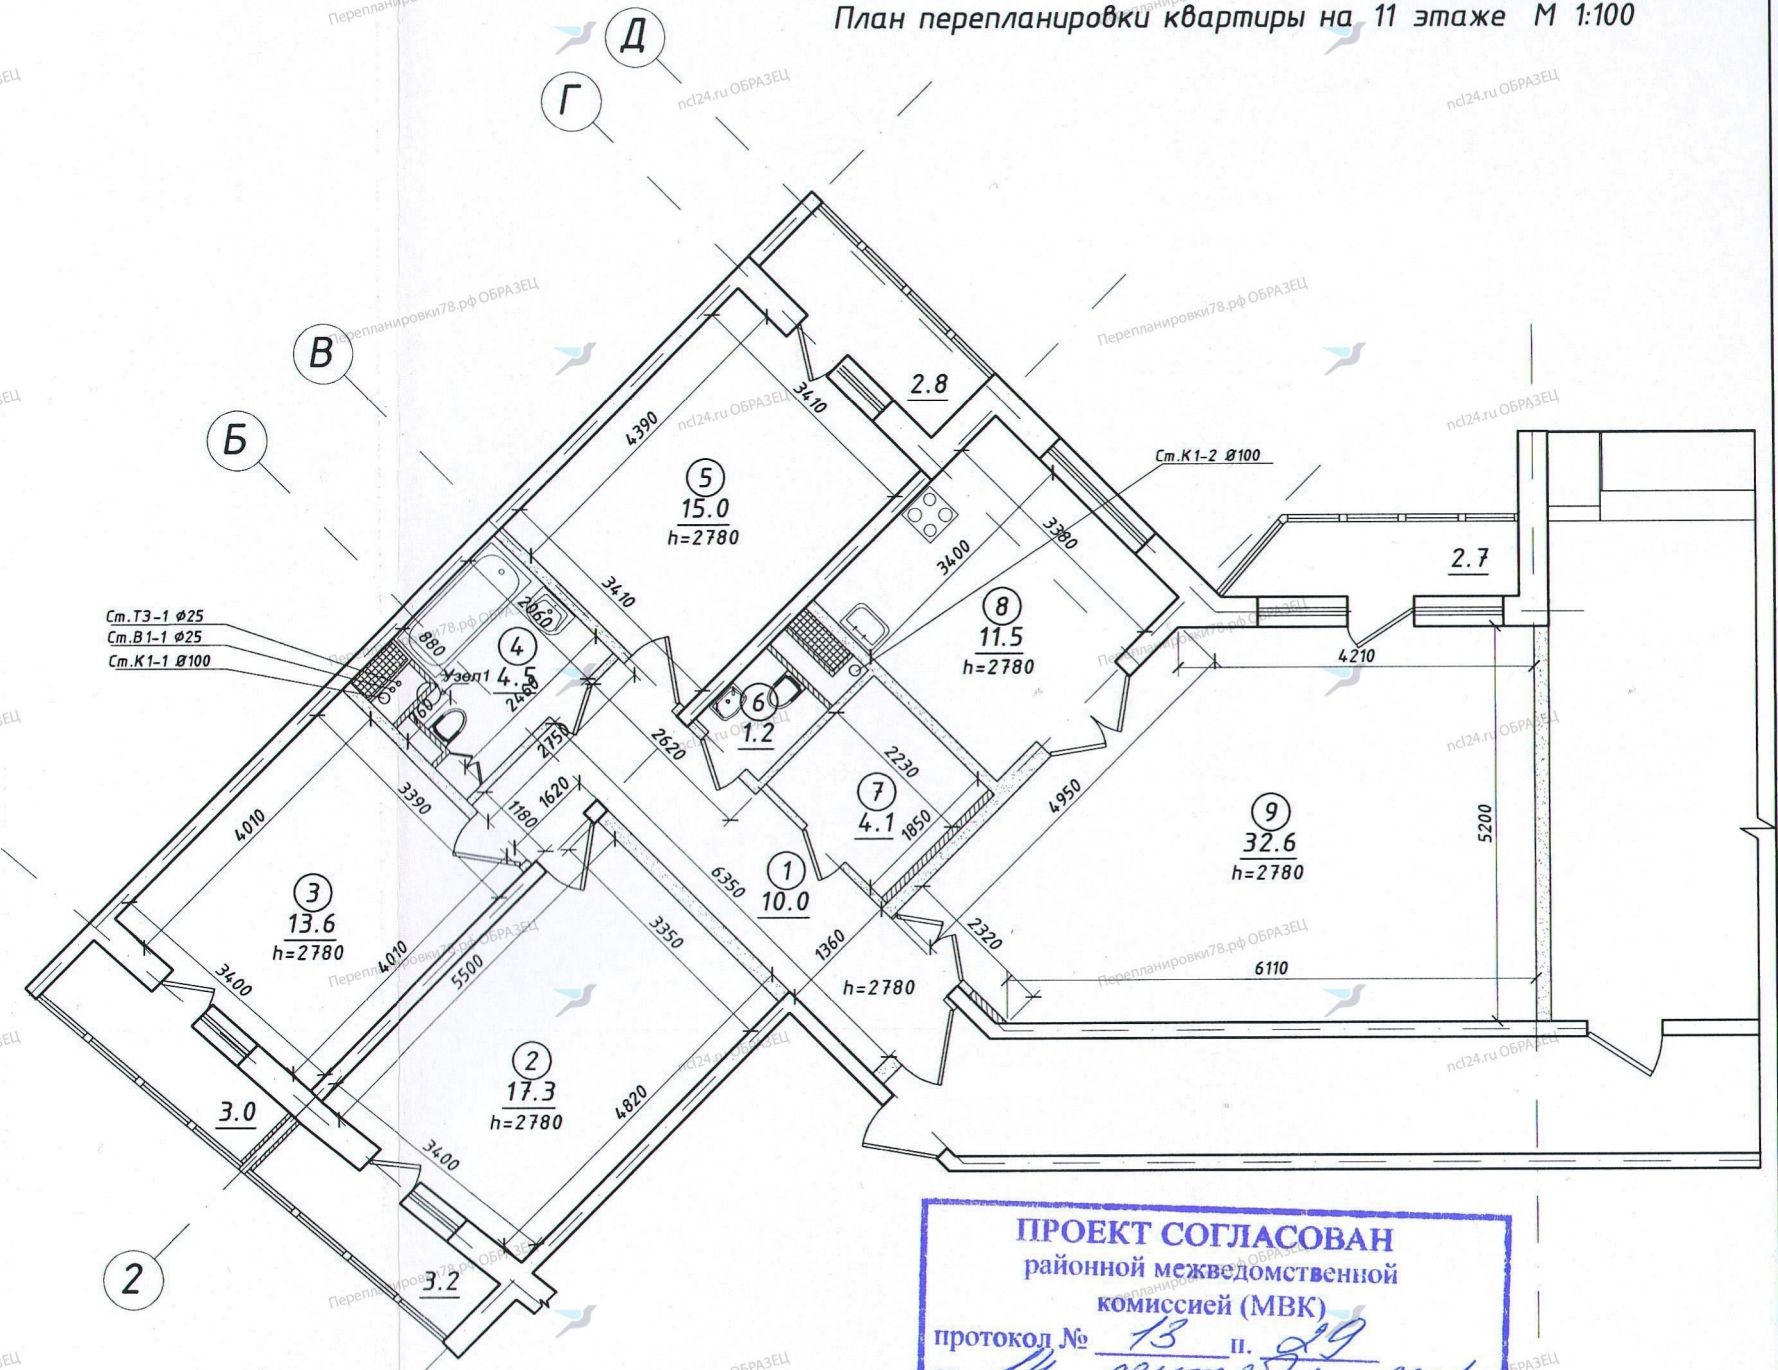 План перепланировки квартиры на 11 этаже М 1:100
Д
Г
В
Б
2
2.8
3410
4390
5
15.0
h=2780
3410
Ст.К1-2 Ø100
3380
3400
8
11.5
h=2780
2.7
4210
Ст.Т3-1 Ø25
Ст.В1-1 Ø25
Ст.К1-1 Ø100
2060
880
4
4.5
Узел1
2460
2750
2620
6
1.2
2230
7
4.1
1850
4950
5200
9
32.6
h=2780
3390
1180
1620
4010
3
13.6
h=2780
3400
4010
5500
6350
1
10.0
1360
h=2780
2320
6110
3350
2
17.3
h=2780
4820
3400
3.0
3.2
ПРОЕКТ СОГЛАСОВАН
районной межведомственной
комиссией (МВК)
протокол № 13 п. 29
Перепланировки78.рф ОБРАЗЕЦ
ncl24.ru ОБРАЗЕЦ